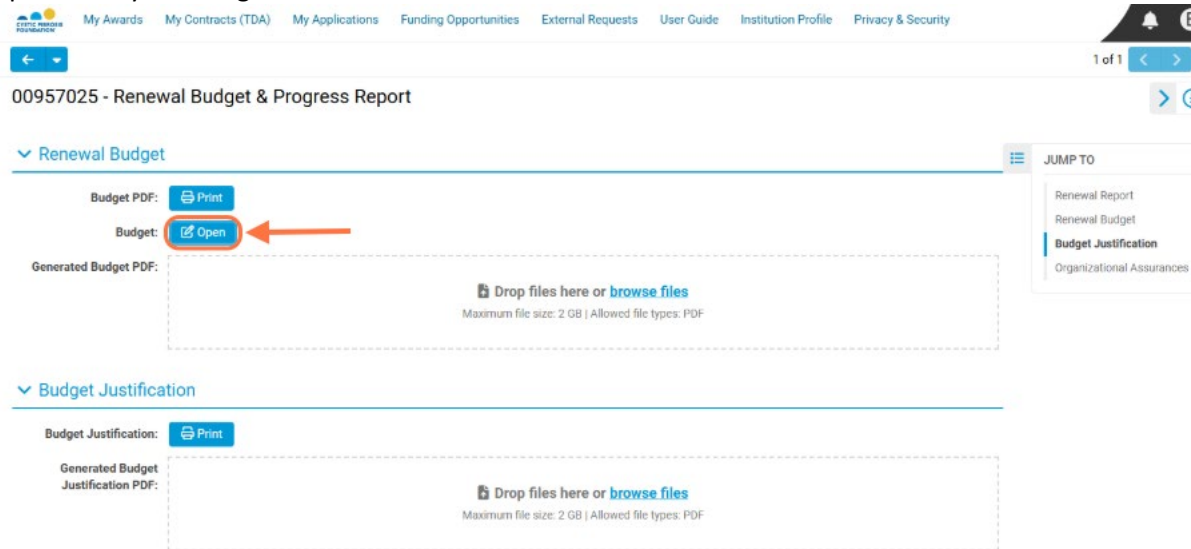 CYSTIC FIBROSIS
FOUNDATION
My Awards My Contracts (TDA) My Applications Funding Opportunities External Requests User Guide Institution Profile Privacy & Security
1 of 1
00957025 - Renewal Budget & Progress Report
Renewal Budget
Budget PDF: Print
Budget: Open
Generated Budget PDF:
Drop files here or browse files
Maximum file size: 2 GB | Allowed file types: PDF
Budget Justification
Budget Justification: Print
Generated Budget
Justification PDF:
Drop files here or browse files
Maximum file size: 2 GB | Allowed file types: PDF
JUMP TO
Renewal Report
Renewal Budget
Budget Justification
Organizational Assurances